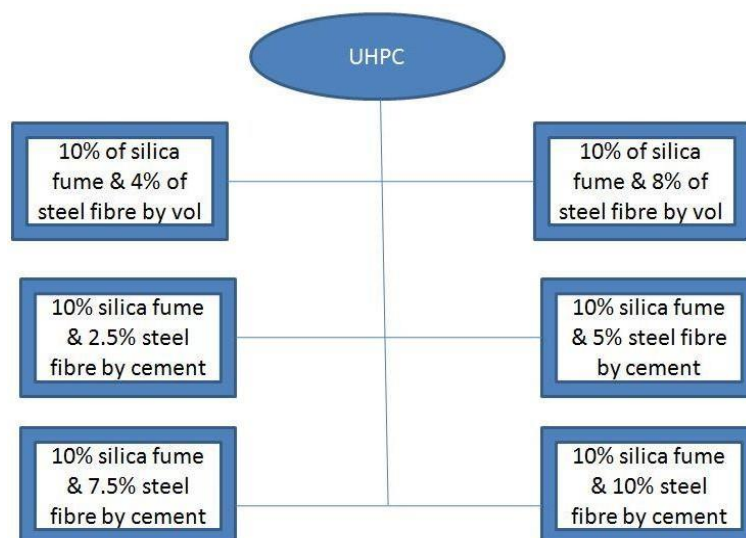 UHPC
10% of silica
fume & 4% of
steel fibre by vol
10% of silica
fume & 8% of
steel fibre by vol
10% silica fume
& 2.5% steel
fibre by cement
10% silica fume
& 5% steel fibre
by cement
10% silica fume
& 7.5% steel
fibre by cement
10% silica fume
& 10% steel
fibre by cement